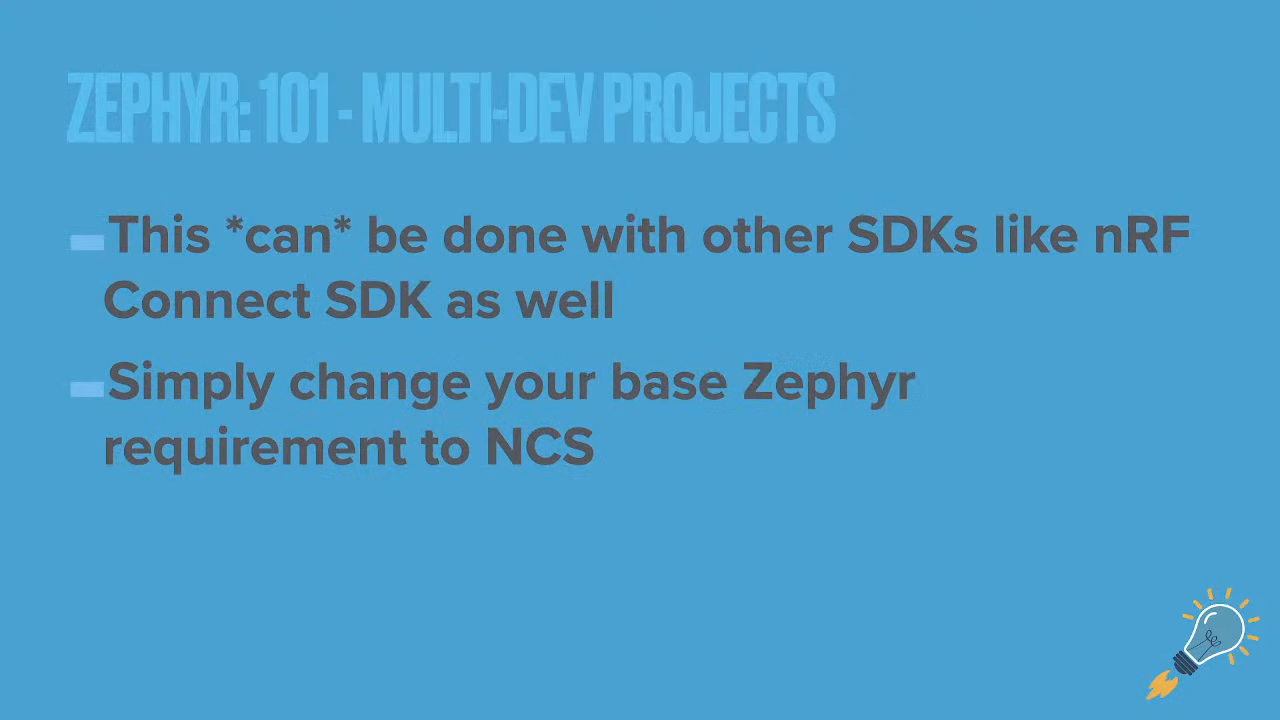 ZEPHYR: 101 - MULTI-DEV PROJECTS
This *can* be done with other SDKs like nRF
Connect SDK as well
Simply change your base Zephyr
requirement to NCS